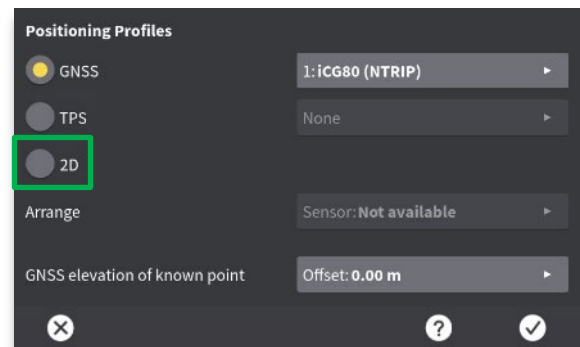 Positioning Profiles
GNSS 1: iCG80 (NTRIP)
TPS None
2D
Arrange Sensor: Not available
GNSS elevation of known point Offset: 0.00 m
?